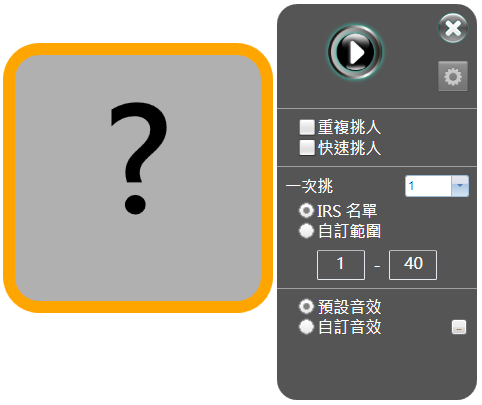 ?
重複挑人
快速挑人
一次挑 1
IRS 名單
自訂範圍
1 - 40
預設音效
自訂音效 ...